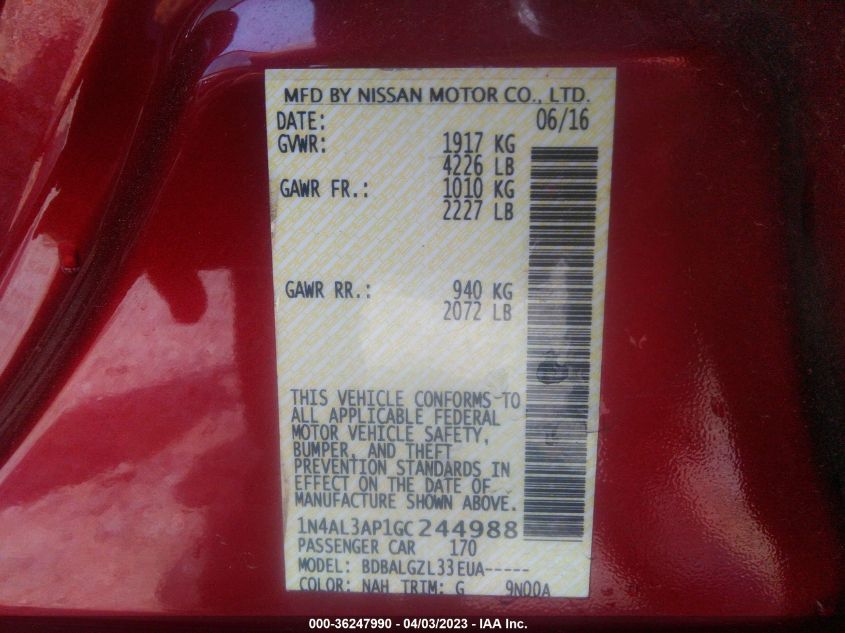 MFD BY NISSAN MOTOR CO., LTD.
DATE: 06/16
GVWR: 1917 KG
4226 LB
GAWR FR.: 1010 KG
2227 LB
GAWR RR.: 940 KG
2072 LB
THIS VEHICLE CONFORMS TO
ALL APPLICABLE FEDERAL
MOTOR VEHICLE SAFETY,
BUMPER, AND THEFT
PREVENTION STANDARDS IN
EFFECT ON THE DATE OF
MANUFACTURE SHOWN ABOVE.
1N4AL3AP1GC244988
PASSENGER CAR 170
MODEL: BDBALGZL33EUA-----
COLOR: NAH TRIM: G 9N00A
000-36247990 - 04/03/2023 - IAA Inc.